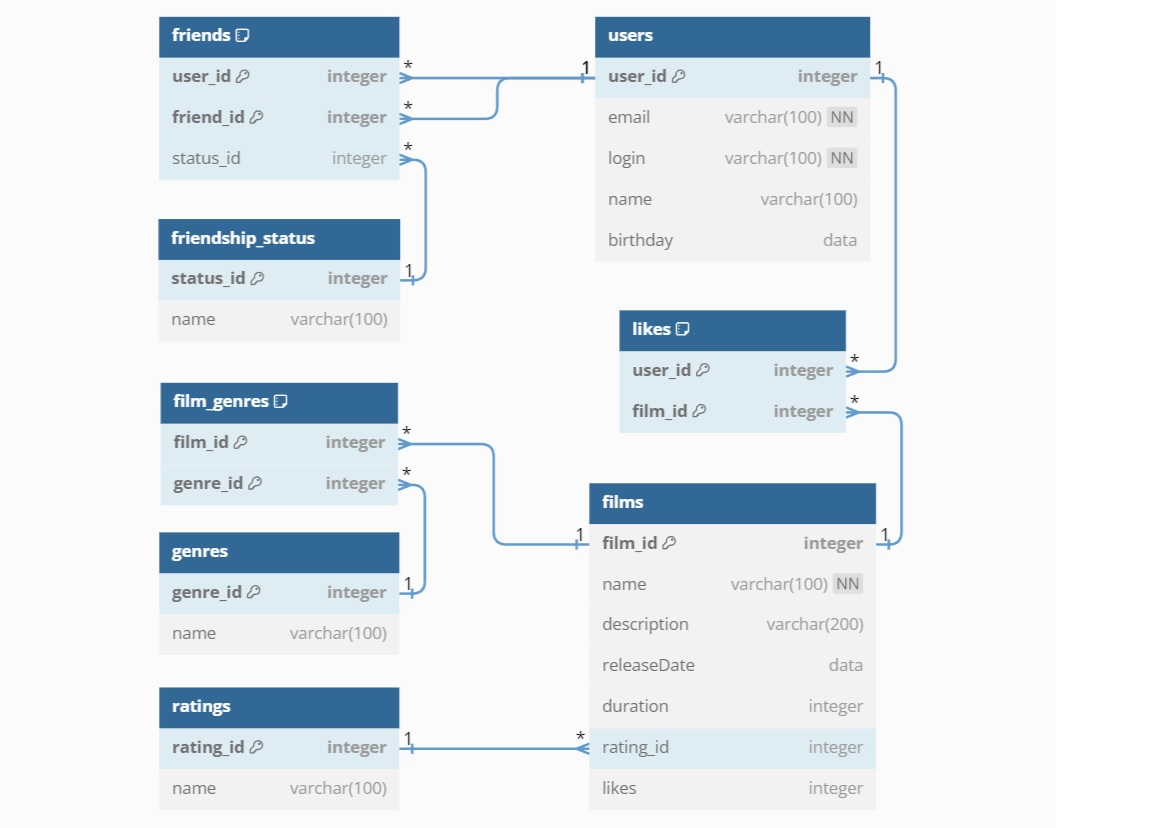 friends
user_id integer
friend_id integer
status_id integer
* * *
friendship_status
status_id integer
name varchar(100)
1
film_genres
film_id integer
genre_id integer
* *
genres
genre_id integer
name varchar(100)
1
ratings
rating_id integer
name varchar(100)
1
users
1 user_id integer 1
email varchar(100) NN
login varchar(100) NN
name varchar(100)
birthday data
likes
user_id integer *
film_id integer *
films
1 film_id integer 1
name varchar(100) NN
description varchar(200)
releaseDate data
duration integer
* rating_id integer
likes integer